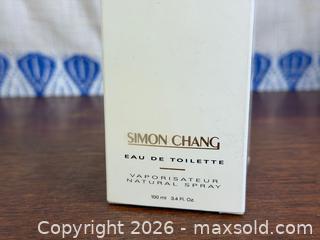 SIMON CHANG
EAU DE TOILETTE
VAPORISATEUR
NATURAL SPRAY
100 ml 3.4 Fl. Oz
Copyright 2026 - maxsold.com